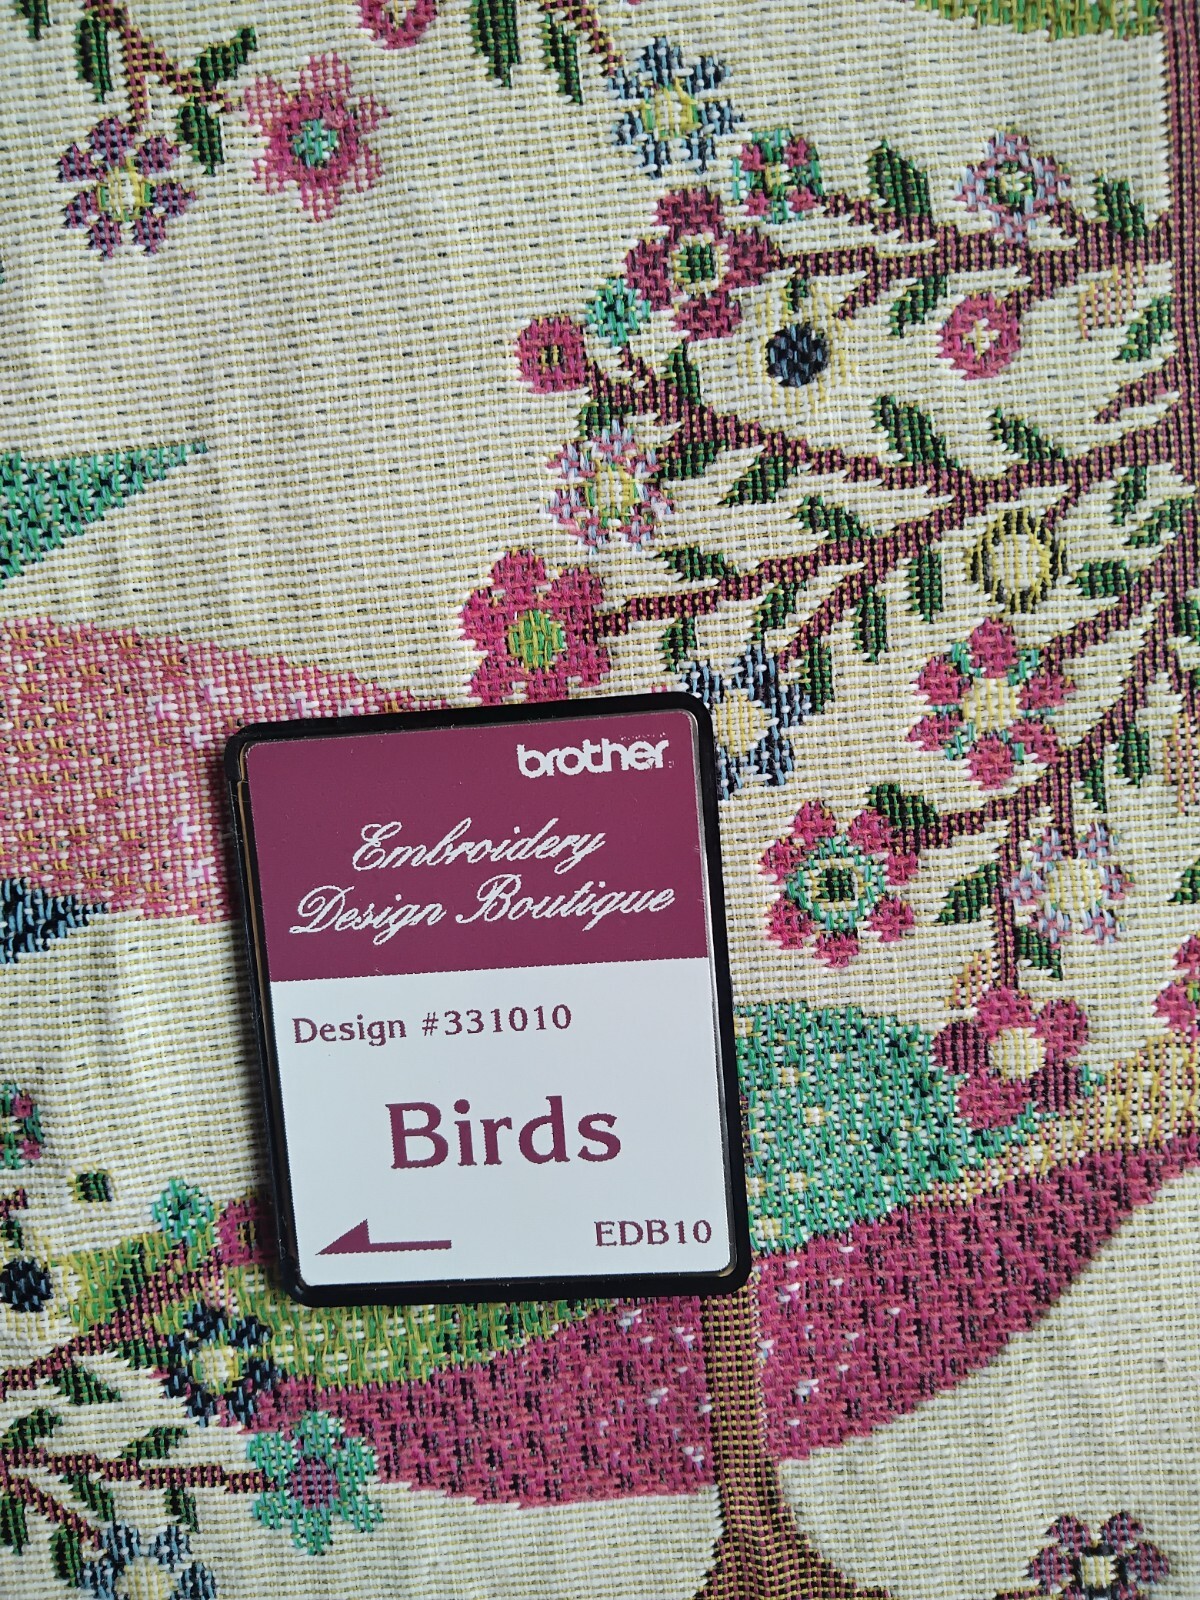 brother
Embroidery
Design Boutique
Design #331010
Birds
EDB10